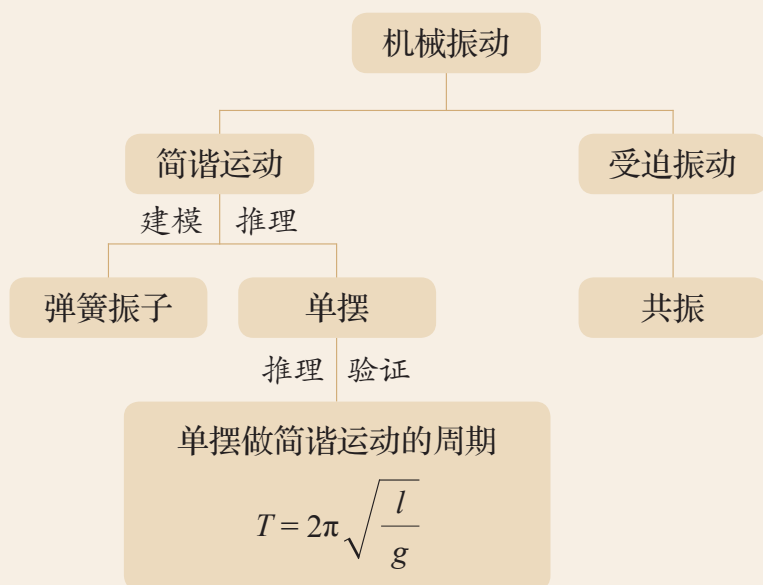 机械振动
简谐运动 受迫振动
建模 推理
弹簧振子 单摆 共振
推理 验证
单摆做简谐运动的周期
T = 2π√(l/g)